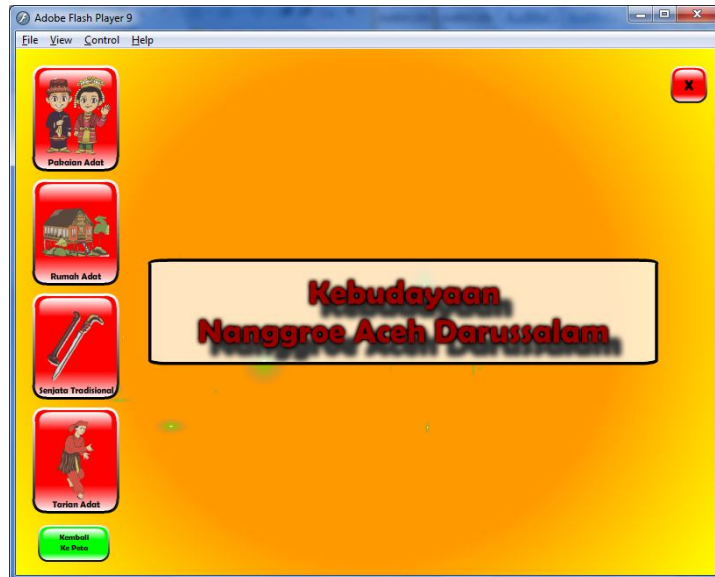 Adobe Flash Player 9
File View Control Help
X
Pakaian Adat
Rumah Adat
Senjata Tradisional
Tarian Adat
Kembali
Ke Peta
Kebudayaan
Nanggroe Aceh Darussalam